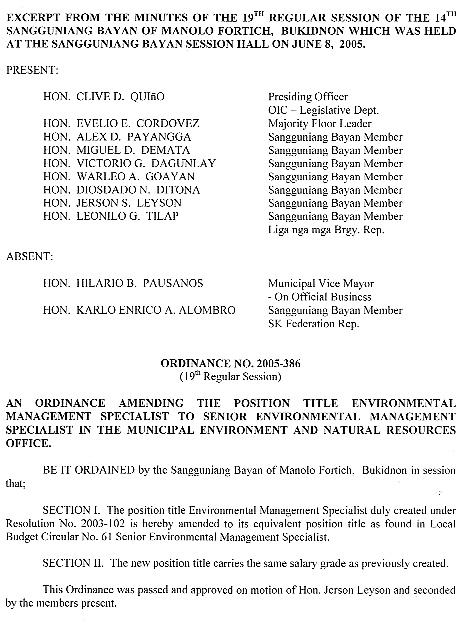 EXCERPT FROM THE MINUTES OF THE 19TH REGULAR SESSION OF THE 14TH
SANGGUNIANG BAYAN OF MANOLO FORTICH, BUKIDNON WHICH WAS HELD
AT THE SANGGUNIANG BAYAN SESSION HALL ON JUNE 8, 2005.
PRESENT:
HON. CLIVE D. QUIñO Presiding Officer
OIC – Legislative Dept.
HON. EVELIO E. CORDOVEZ Majority Floor Leader
HON. ALEX D. PAYANGGA Sangguniang Bayan Member
HON. MIGUEL D. DEMATA Sangguniang Bayan Member
HON. VICTORIO G. DAGUNLAY Sangguniang Bayan Member
HON. WARLEO A. GOAYAN Sangguniang Bayan Member
HON. DIOSDADO N. DITONA Sangguniang Bayan Member
HON. JERSON S. LEYSON Sangguniang Bayan Member
HON. LEONILO G. TILAP Sangguniang Bayan Member
Liga nga mga Brgy. Rep.
ABSENT:
HON. HILARIO B. PAUSANOS Municipal Vice Mayor
- On Official Business
HON. KARLO ENRICO A. ALOMBRO Sangguniang Bayan Member
SK Federation Rep.
ORDINANCE NO. 2005-386
(19th Regular Session)
AN ORDINANCE AMENDING THE POSITION TITLE ENVIRONMENTAL
MANAGEMENT SPECIALIST TO SENIOR ENVIRONMENTAL MANAGEMENT
SPECIALIST IN THE MUNICIPAL ENVIRONMENT AND NATURAL RESOURCES
OFFICE.
BE IT ORDAINED by the Sangguniang Bayan of Manolo Fortich. Bukidnon in session
that;
SECTION I. The position title Environmental Management Specialist duly created under
Resolution No. 2003-102 is hereby amended to its equivalent position title as found in Local
Budget Circular No. 61 Senior Environmental Management Specialist.
SECTION II. The new position title carries the same salary grade as previously created.
This Ordinance was passed and approved on motion of Hon. Jerson Leyson and seconded
by the members present.